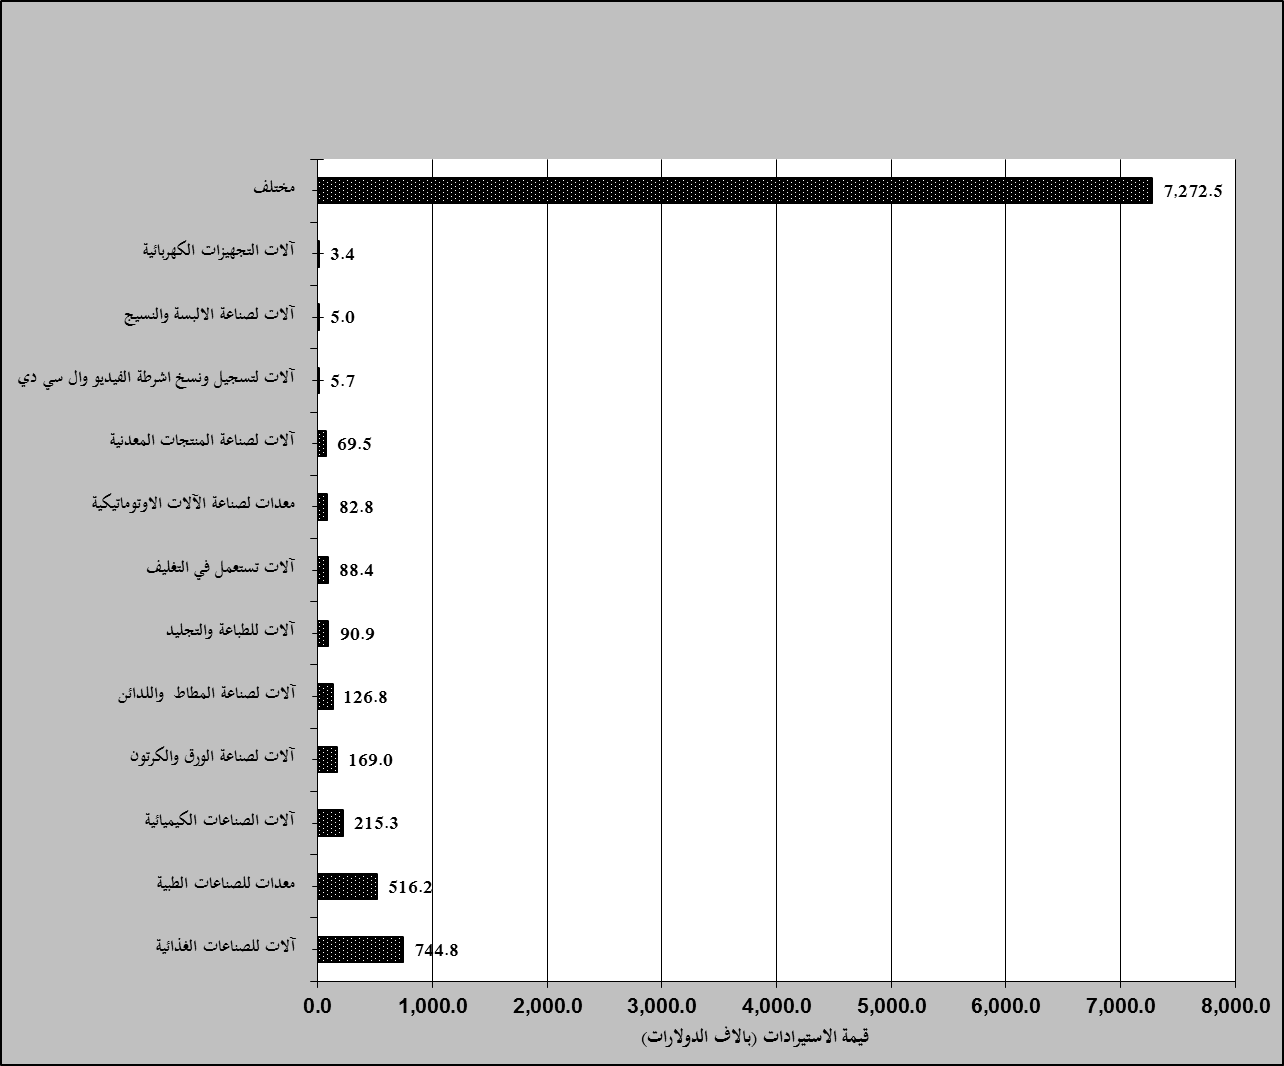 مختلف
7,272.5
آلات التجهيزات الكهربائية
3.4
آلات لصناعة الالبسة والنسيج
5.0
آلات لتسجيل ونسخ اشرطة الفيديو وال سي دي
5.7
آلات لصناعة المنتجات المعدنية
69.5
معدات لصناعة الآلات الاوتوماتيكية
82.8
آلات تستعمل في التغليف
88.4
آلات للطباعة والتجليد
90.9
آلات لصناعة المطاط واللدائن
126.8
آلات لصناعة الورق والكرتون
169.0
آلات الصناعات الكيميائية
215.3
معدات للصناعات الطبية
516.2
آلات للصناعات الغذائية
744.8
0.0 1,000.0 2,000.0 3,000.0 4,000.0 5,000.0 6,000.0 7,000.0 8,000.0
قيمة الاستيرادات (بالاف الدولارات)